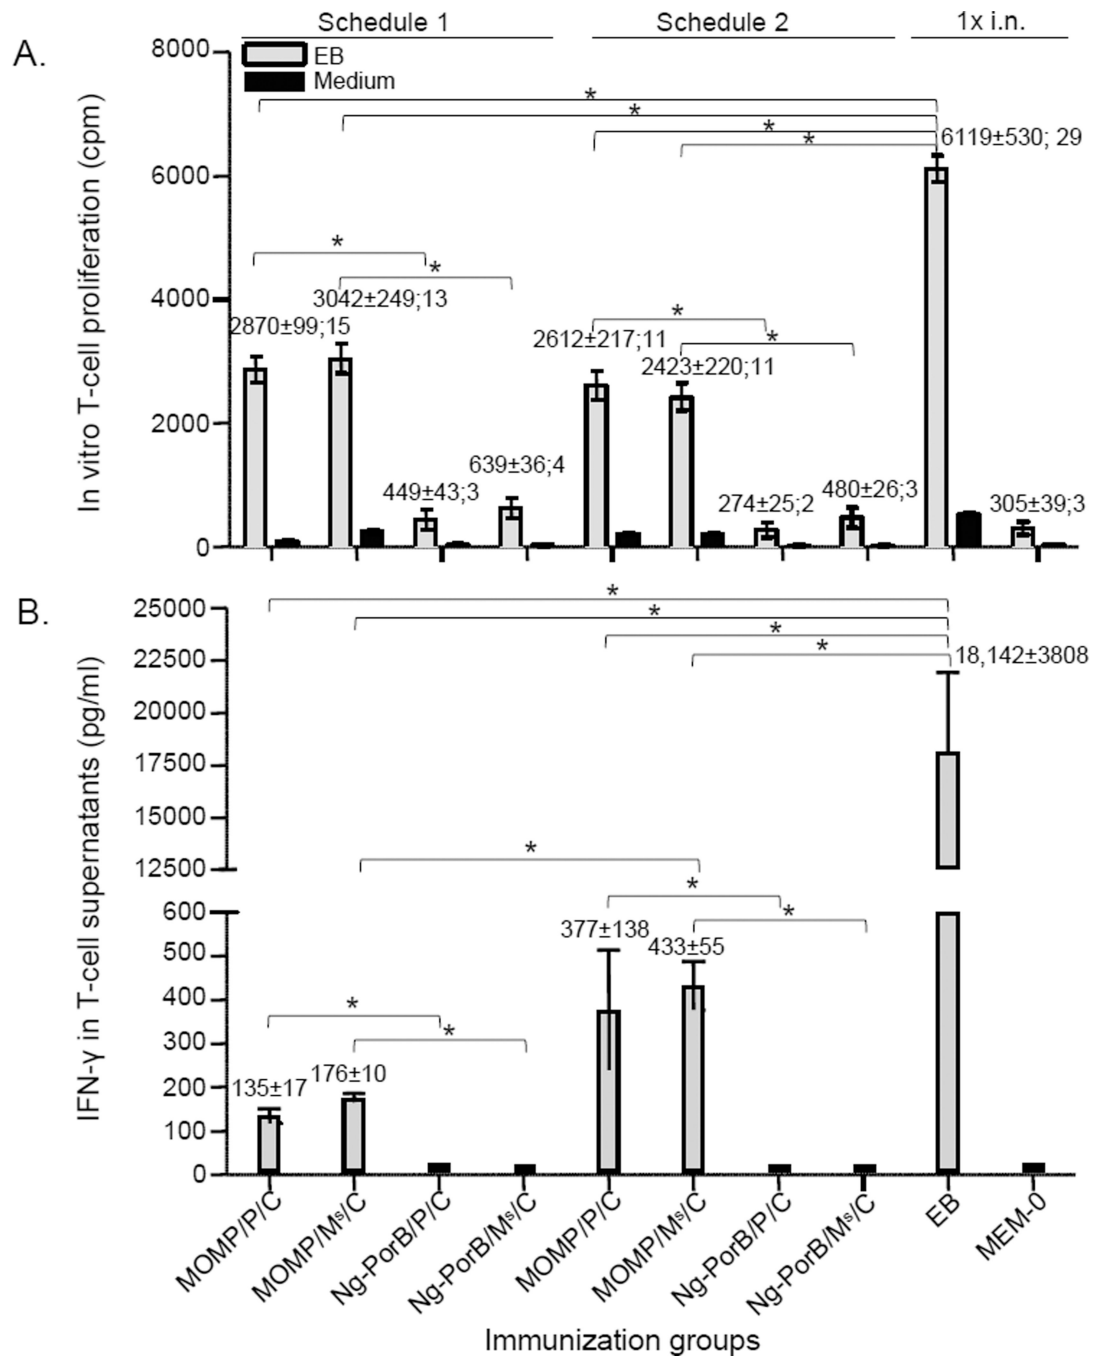 Schedule 1 Schedule 2 1x i.n.
A.
In vitro T-cell proliferation (cpm)
8000
6000
4000
2000
0
EB
Medium
*
*
*
*
6119±530; 29
*
*
3042±249;13
2870±99;15
*
2612±217;11
*
2423±220;11
639±36;4
449±43;3
274±25;2
480±26;3
305±39;3
B.
IFN-γ in T-cell supernatants (pg/ml)
25000
22500
20000
17500
15000
12500
600
500
400
300
200
100
0
*
*
*
*
18,142±3808
*
*
*
377±138
433±55
*
*
135±17
176±10
MOMP/P/C
MOMP/Mˢ/C
Ng-PorB/P/C
Ng-PorB/Mˢ/C
MOMP/P/C
MOMP/Mˢ/C
Ng-PorB/P/C
Ng-PorB/Mˢ/C
EB
MEM-0
Immunization groups